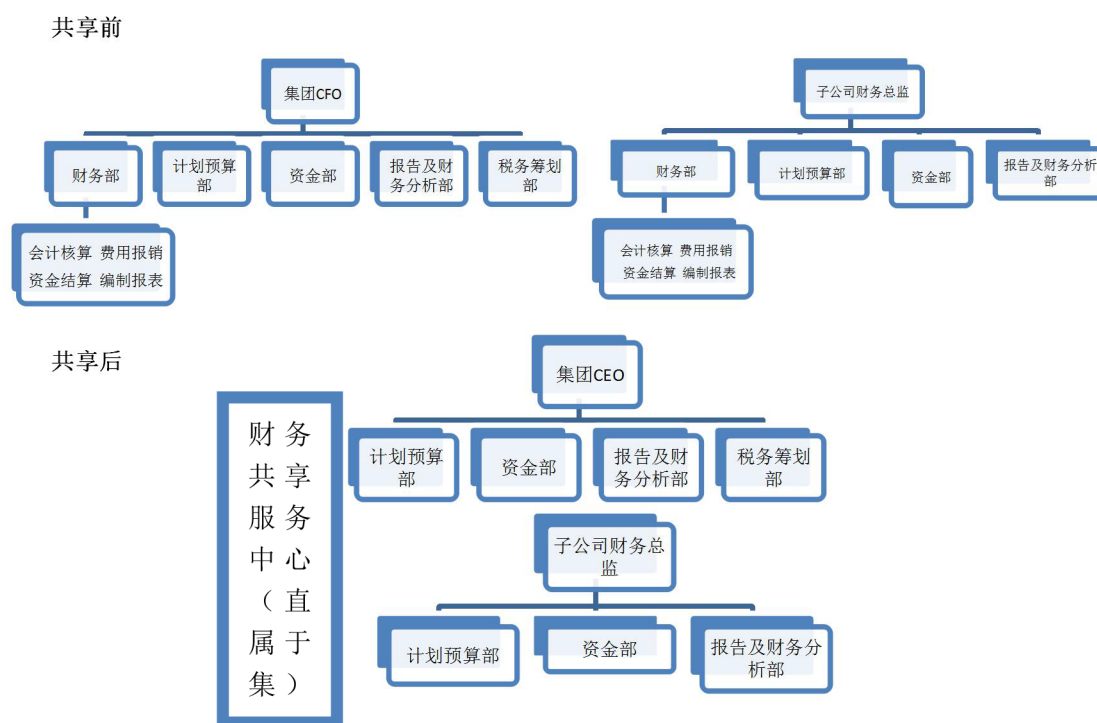 共享前
集团CFO
财务部
计划预算
部
资金部
报告及财
务分析部
税务筹划
部
会计核算 费用报销
资金结算 编制报表
子公司财务总监
财务部
计划预算部
资金部
报告及财务分析
部
会计核算 费用报销
资金结算 编制报表
共享后
财务
共享
服务
中心
（直
属于
集）
集团CEO
计划预算
部
资金部
报告及财
务分析部
税务筹划
部
子公司财务总
监
计划预算部
资金部
报告及财务分
析部